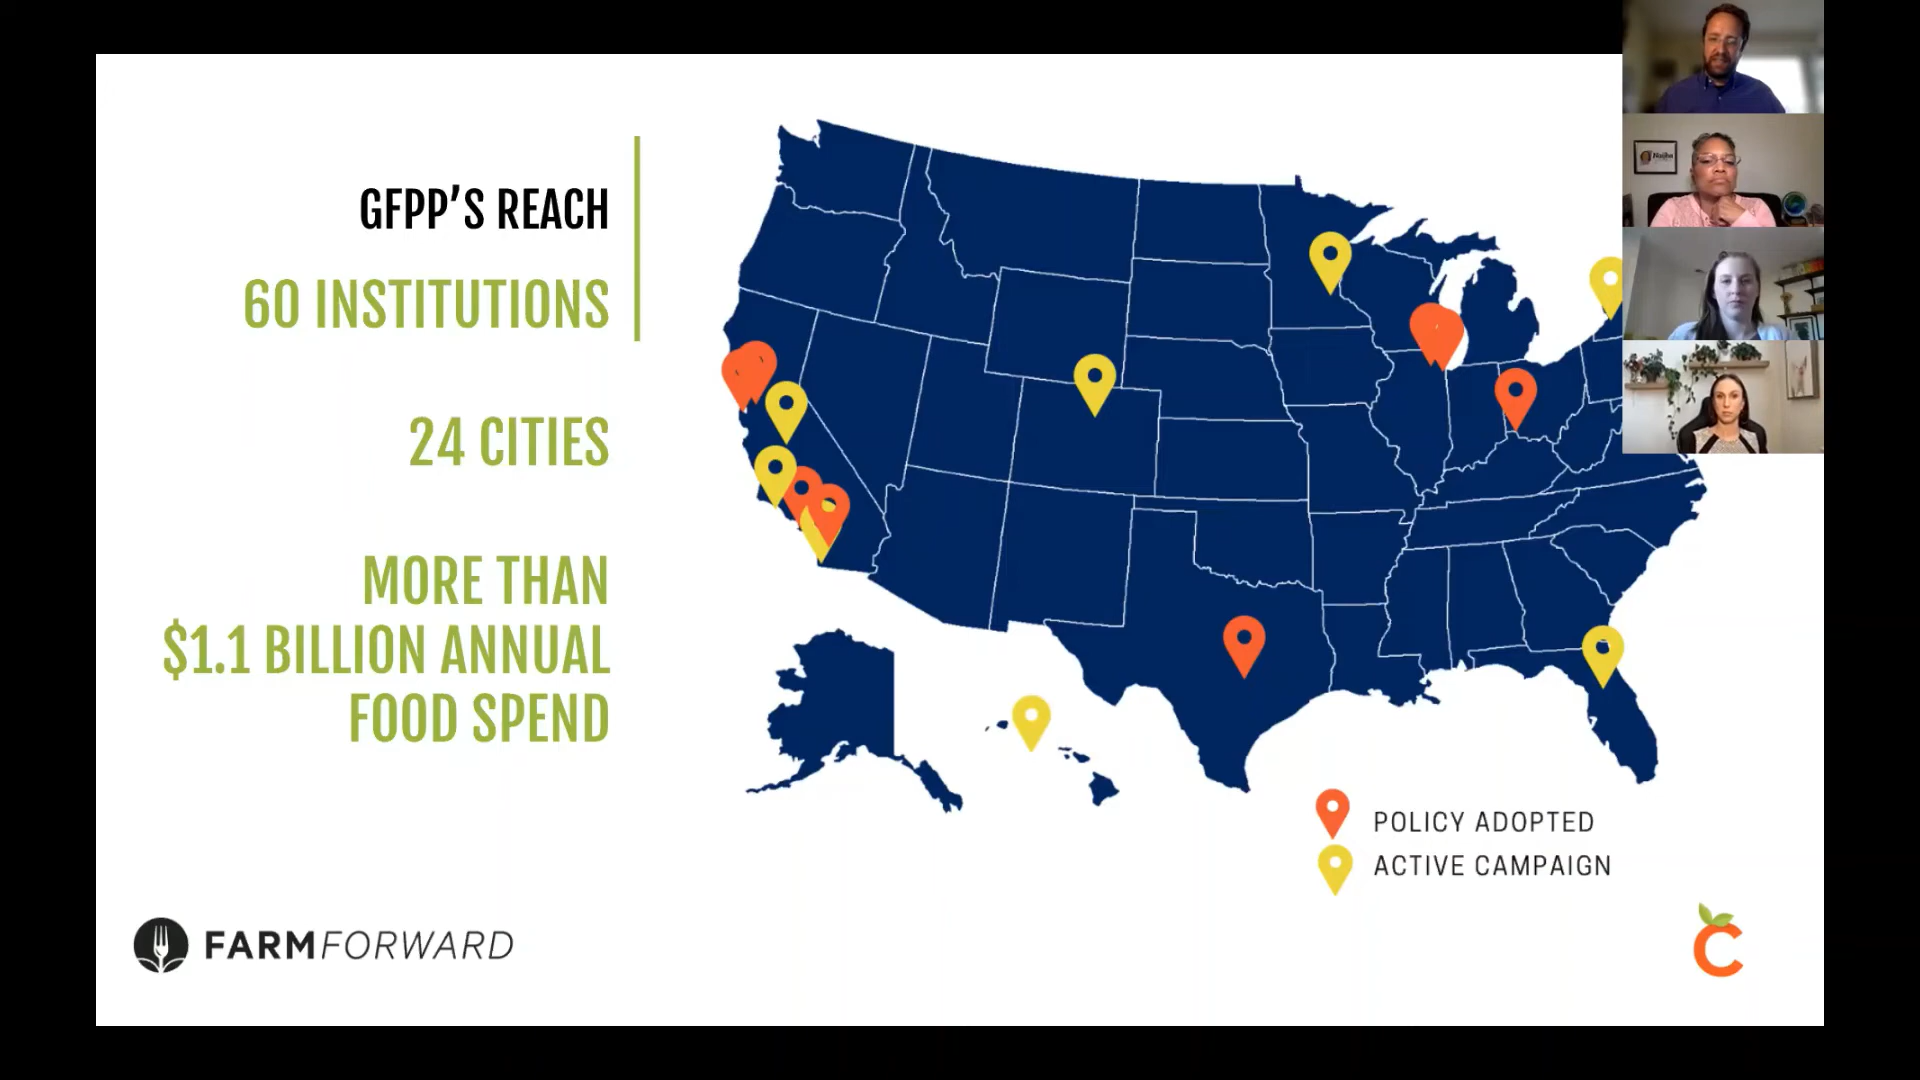 GFPP'S REACH
60 INSTITUTIONS
24 CITIES
MORE THAN
$1.1 BILLION ANNUAL
FOOD SPEND
POLICY ADOPTED
ACTIVE CAMPAIGN
FARMFORWARD
C